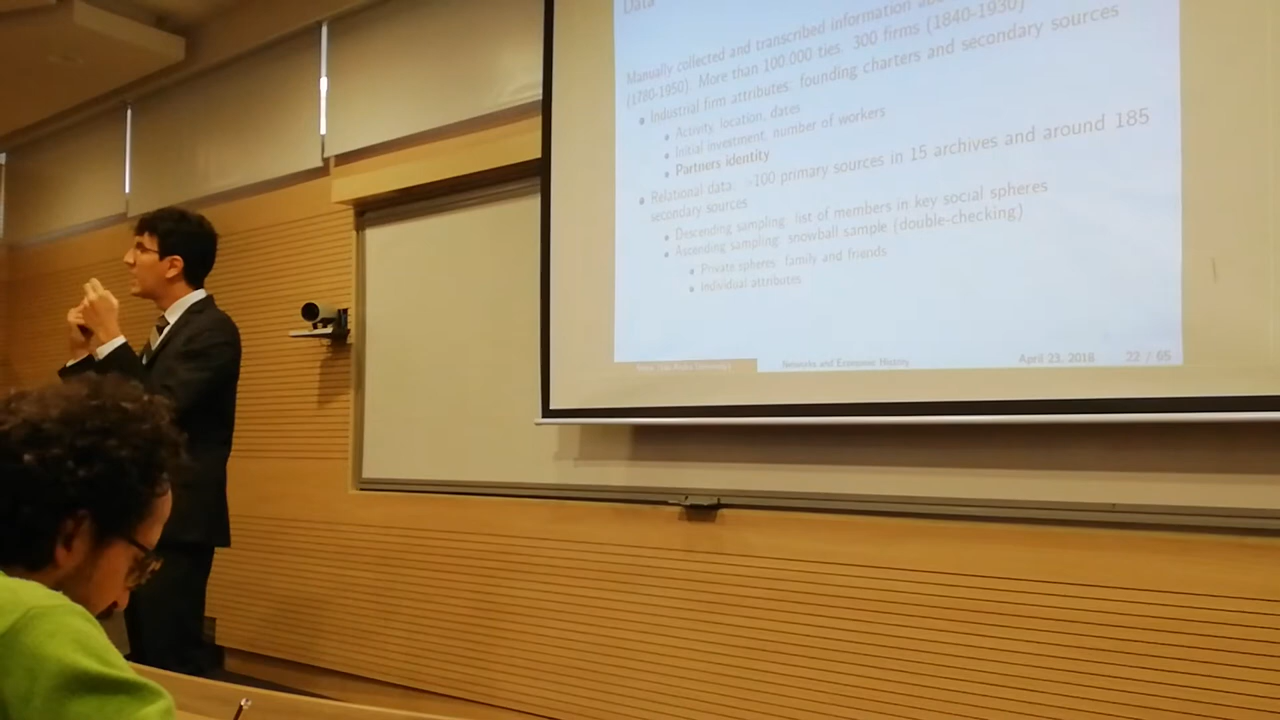 Data
Manually collected and transcribed information
(1780-1950). More than 100.000 ties. 300 firms (1840-1930)
Industrial firm attributes: founding charters and secondary sources
Activity, location, dates
Initial investment, number of workers
Partners identity
Relational data: ~100 primary sources in 15 archives and around 185
secondary sources
Descending sampling: list of members in key social spheres
Ascending sampling: snowball sample (double-checking)
Private spheres: family and friends
Individual attributes
Networks and Economic History
April 23, 2018
22 / 65